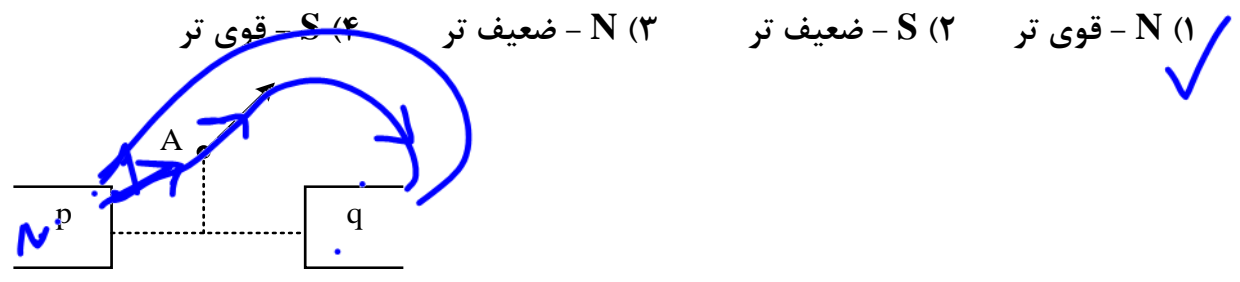 ۱) N – قوی تر ۲) S – ضعیف تر ۳) N – ضعیف تر ۴) S – قوی تر
A
p q
N